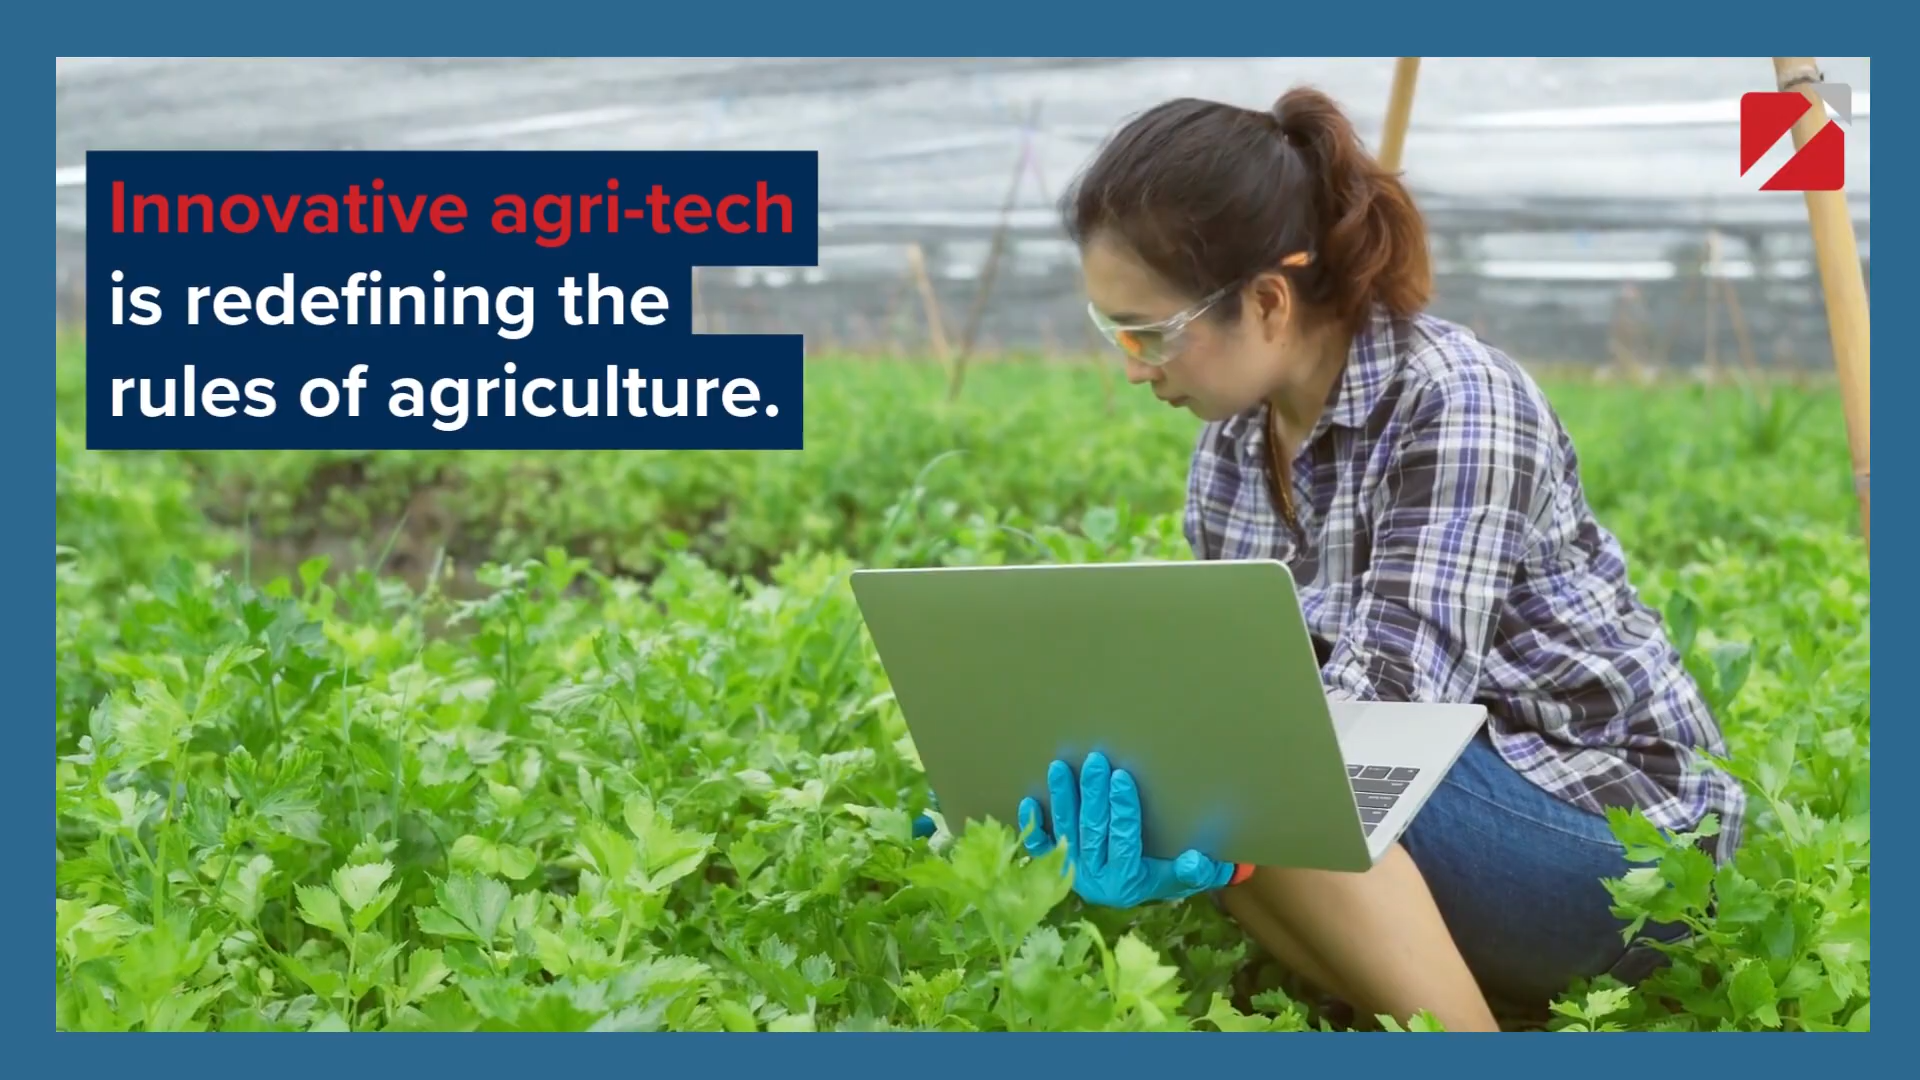 Innovative agri-tech
is redefining the
rules of agriculture.